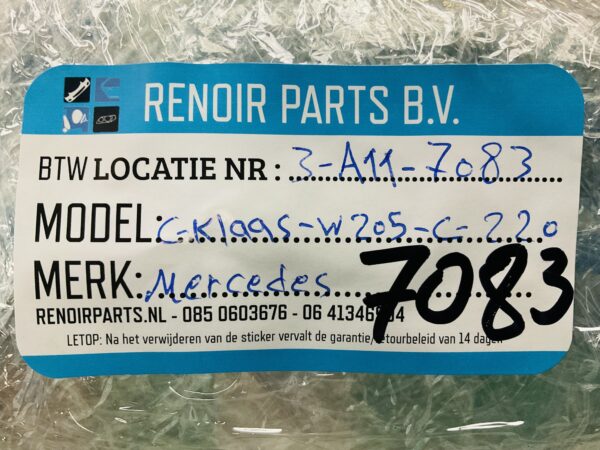 RENOIR PARTS B.V.
BTW LOCATIE NR : 3-A11-7083
MODEL: C-Klaas-W205-C-220
MERK: Mercedes
7083
RENOIRPARTS.NL - 085 0603676 - 06
LETOP: Na het verwijderen van de sticker vervalt de garantie/retourbeleid van 14 dagen